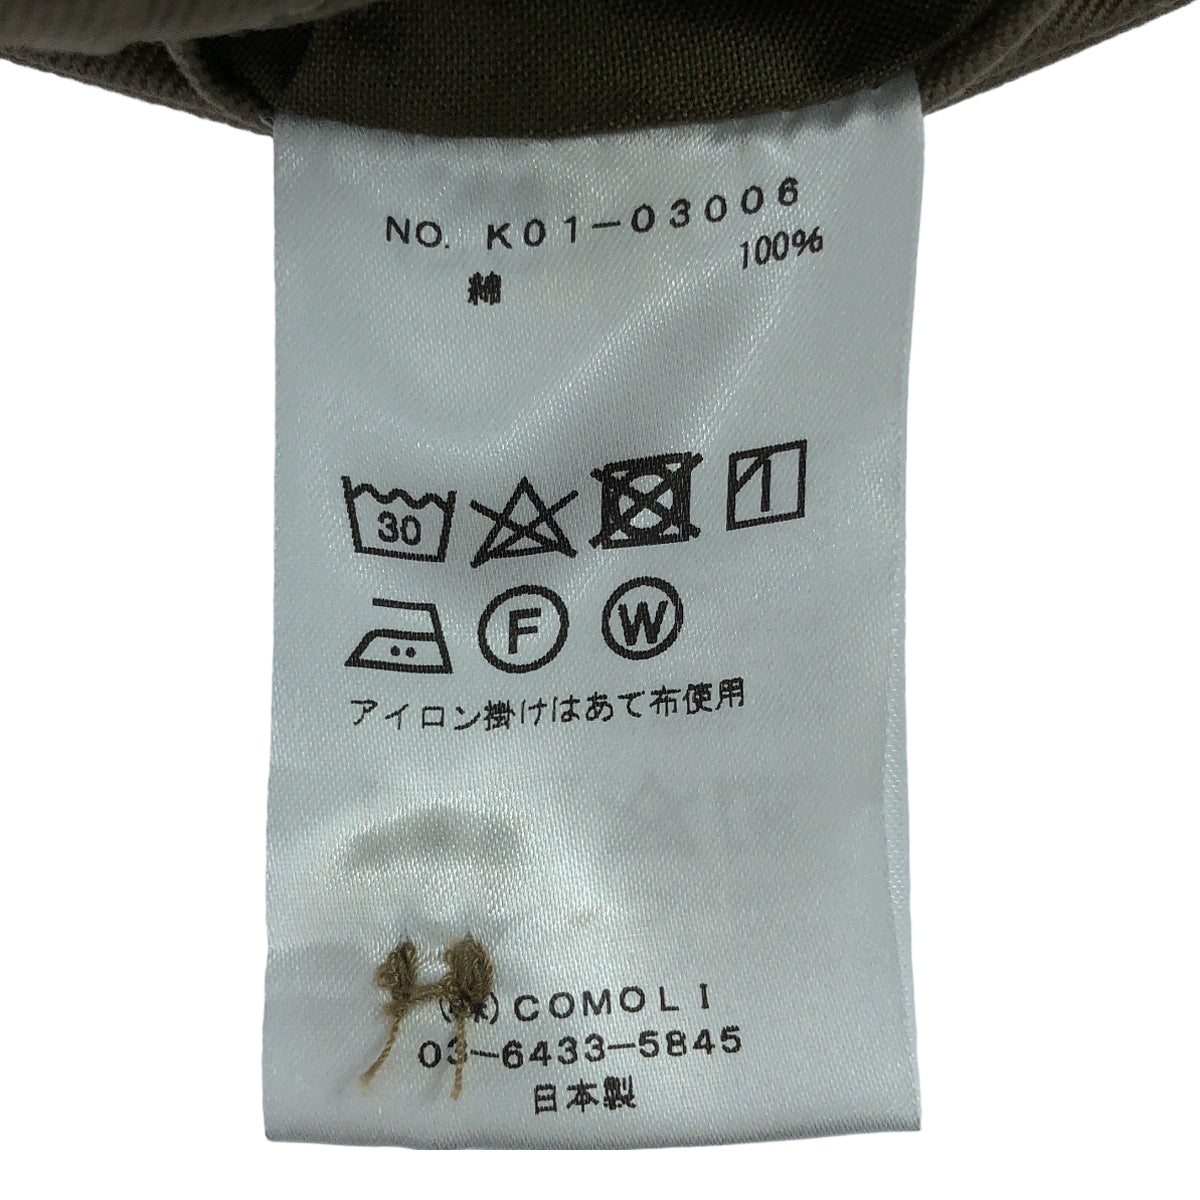 NO. K01-03006
綿 100%
30
F W
アイロン掛けはあて布使用
(株)COMOLI
03-6433-5845
日本製